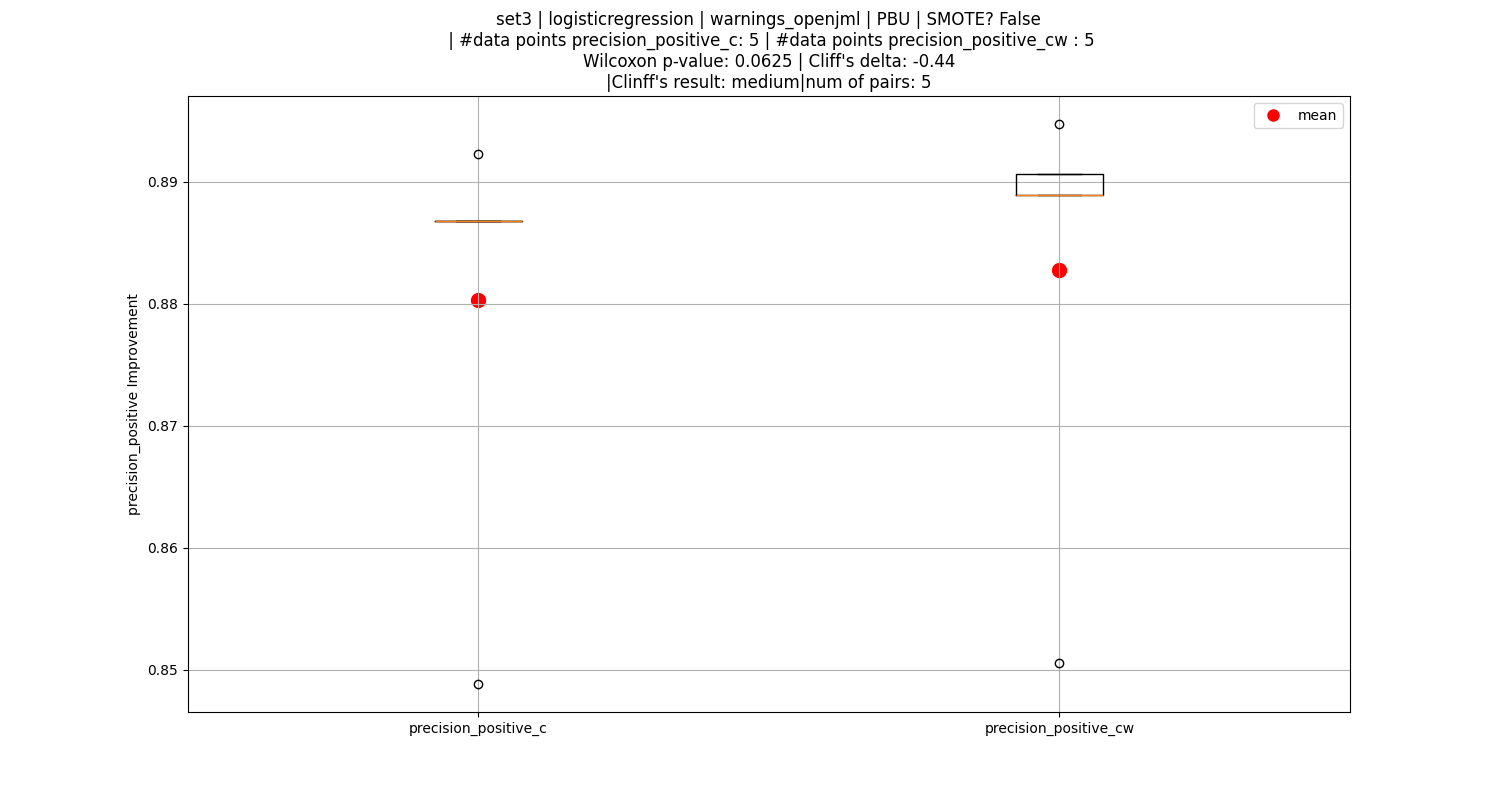 set3 | logisticregression | warnings_openjml | PBU | SMOTE? False
| #data points precision_positive_c: 5 | #data points precision_positive_cw : 5
Wilcoxon p-value: 0.0625 | Cliff's delta: -0.44
|Clinff's result: medium|num of pairs: 5
mean
0.89
0.88
0.87
0.86
0.85
precision_positive Improvement
precision_positive_c
precision_positive_cw